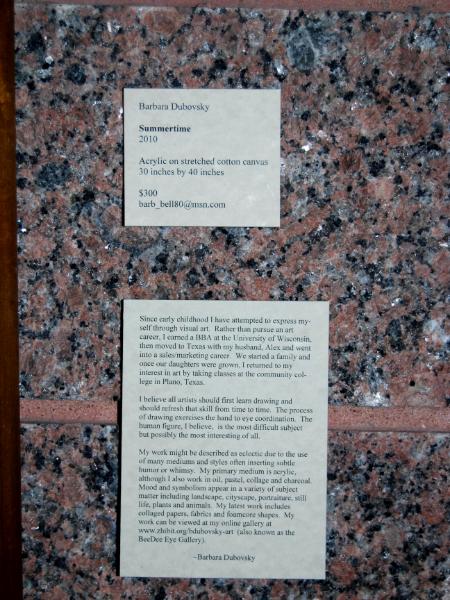 Barbara Dubovsky
Summertime
2010
Acrylic on stretched cotton canvas
30 inches by 40 inches
$300
barb_bell80@msn.com
Since early childhood I have attempted to express my-
self through visual art. Rather than pursue an art
career, I earned a BBA at the University of Wisconsin,
then moved to Texas with my husband, Alex and went
into a sales/marketing career. We started a family and
once our daughters were grown, I returned to my
interest in art by taking classes at the community col-
lege in Plano, Texas.
I believe all artists should first learn drawing and
should refresh that skill from time to time. The process
of drawing exercises the hand to eye coordination. The
human figure, I believe, is the most difficult subject
but possibly the most interesting of all.
My work might be described as eclectic due to the use
of many mediums and styles often inserting subtle
humor or whimsy. My primary medium is acrylic,
although I also work in oil, pastel, collage and charcoal.
Mood and symbolism appear in a variety of subject
matter including landscape, cityscape, portraiture, still
life, plants and animals. My latest work includes
collaged papers, fabrics and foamcore shapes. My
work can be viewed at my online gallery at
www.zhibit.org/bdubovsky-art (also known as the
BeeDee Eye Gallery).
~Barbara Dubovsky